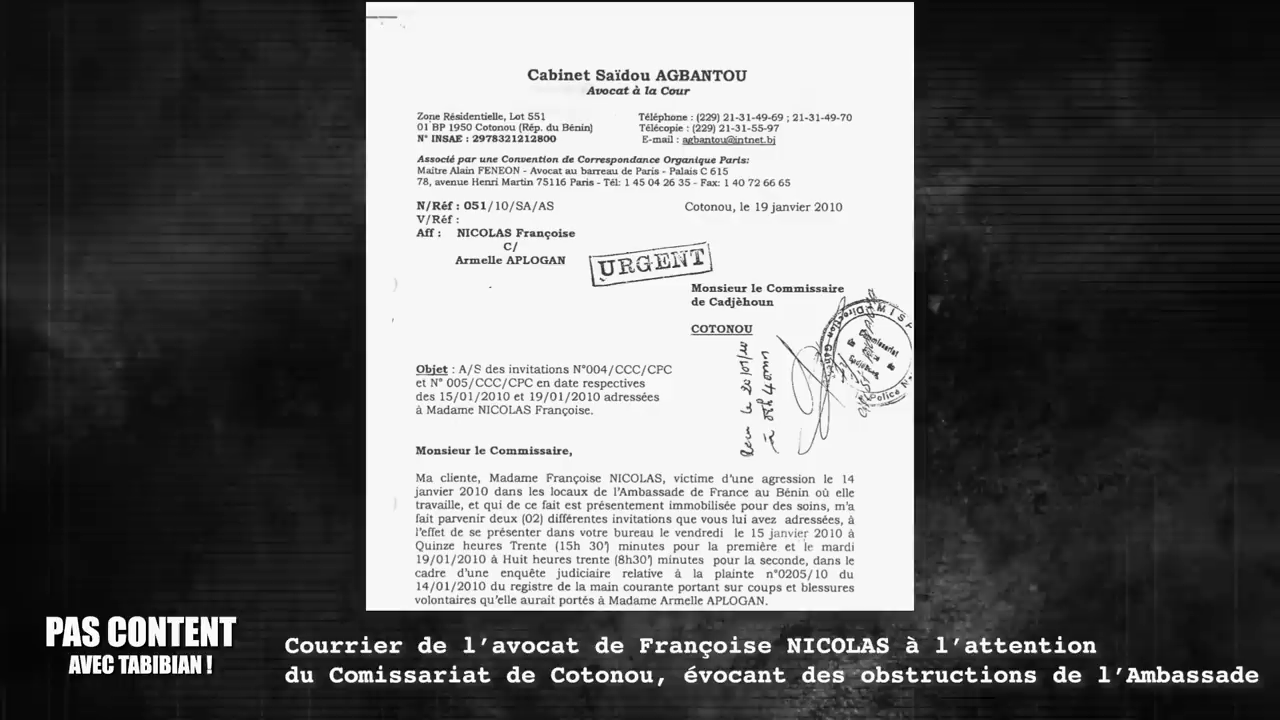 Cabinet Saïdou AGBANTOU
Avocat à la Cour
Zone Résidentielle, Lot S51
01 BP 1950 Cotonou (Rép. du Bénin)
N° INSAE : 2978321212800
Téléphone : (229) 21-31-49-69 ; 21-31-49-70
Télécopie : (229) 21-31-55-97
E-mail : agbantou@intnet.bj
Associé par une Convention de Correspondance Organique Paris:
Maître Alain FENEON - Avocat au barreau de Paris - Palais C 615
78, avenue Henri Martin 75116 Paris - Tél: 1 45 04 26 35 - Fax: 1 40 72 66 65
N/Réf : 051/10/SA/AS
V/Réf :
Aff : NICOLAS Françoise
C/
Armelle APLOGAN
Cotonou, le 19 janvier 2010
URGENT
Monsieur le Commissaire
de Cadjèhoun
COTONOU
le 20/01/10
à 08h 40mn
Objet : A/S des invitations N°004/CCC/CPC
et N° 005/CCC/CPC en date respectives
des 15/01/2010 et 19/01/2010 adressées
à Madame NICOLAS Françoise.
Monsieur le Commissaire,
Ma cliente, Madame Françoise NICOLAS, victime d'une agression le 14
janvier 2010 dans les locaux de l'Ambassade de France au Bénin où elle
travaille, et qui de ce fait est présentement immobilisée pour des soins, m'a
fait parvenir deux (02) différentes invitations que vous lui avez adressées, à
l'effet de se présenter dans votre bureau le vendredi le 15 janvier 2010 à
Quinze heures Trente (15h 30') minutes pour la première et le mardi
19/01/2010 à Huit heures trente (8h30') minutes pour la seconde, dans le
cadre d'une enquête judiciaire relative à la plainte n°0205/10 du
14/01/2010 du registre de la main courante portant sur coups et blessures
volontaires qu'elle aurait portés à Madame Armelle APLOGAN.
PAS CONTENT
AVEC TABIBIAN !
Courrier de l'avocat de Françoise NICOLAS à l'attention
du Comissariat de Cotonou, évocant des obstructions de l'Ambassade